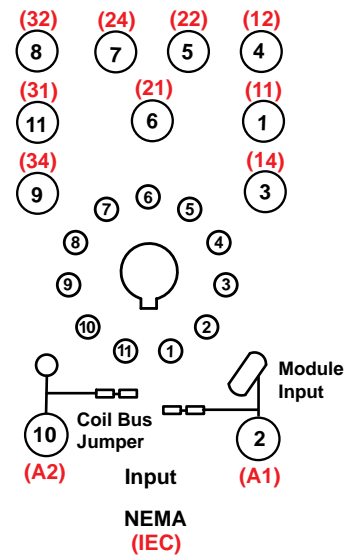 (32) (24) (22) (12)
8 7 5 4
(31) (21) (11)
11 6 1
(34) (14)
9 3
6
7 5
8 4
9 3
10 2
11 1
Module
Input
Coil Bus
Jumper
10 2
(A2) Input (A1)
NEMA
(IEC)